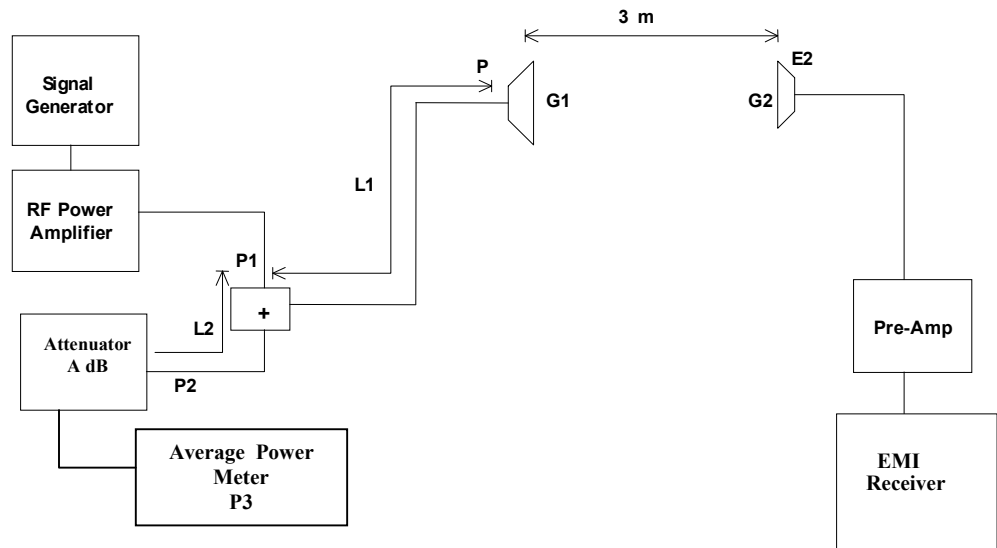 3 m
P
E2
Signal
Generator
G1
G2
L1
RF Power
Amplifier
P1
+
L2
Attenuator
A dB
P2
Pre-Amp
Average Power
Meter
P3
EMI
Receiver